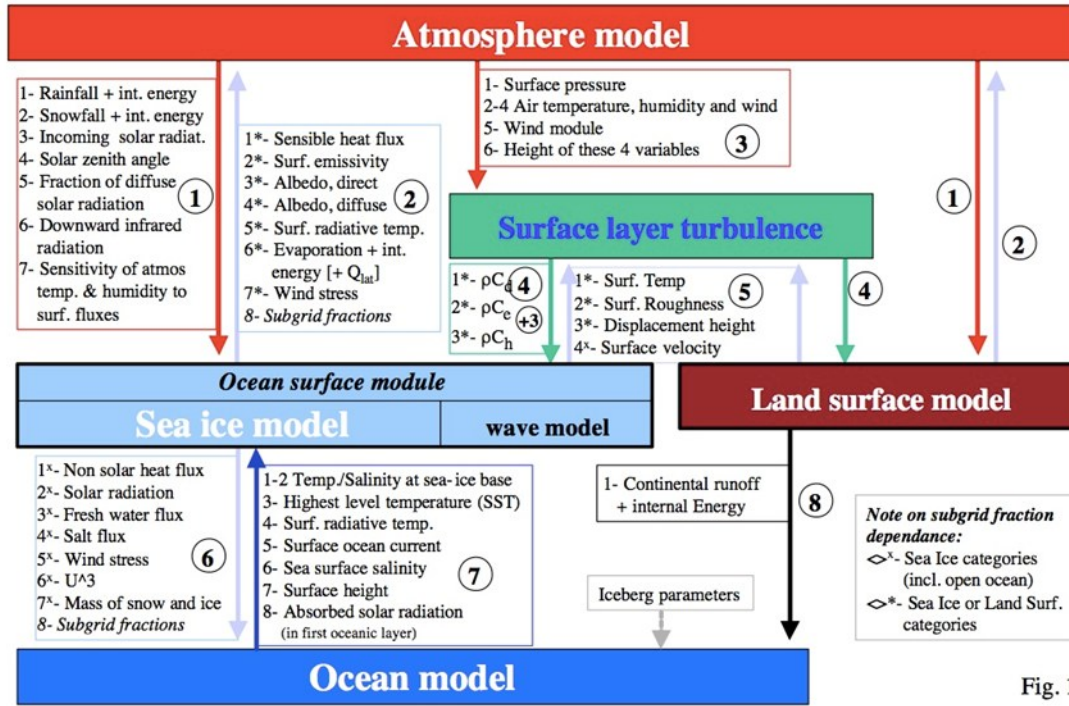 Atmosphere model
1- Rainfall + int. energy
2- Snowfall + int. energy
3- Incoming solar radiat.
4- Solar zenith angle
5- Fraction of diffuse
solar radiation
6- Downward infrared
radiation
7- Sensitivity of atmos
temp. & humidity to
surf. fluxes
1
1*- Sensible heat flux
2*- Surf. emissivity
3*- Albedo, direct
4*- Albedo, diffuse
5*- Surf. radiative temp.
6*- Evaporation + int.
energy [+ Q_lat]
7*- Wind stress
8- Subgrid fractions
2
1- Surface pressure
2-4 Air temperature, humidity and wind
5- Wind module
6- Height of these 4 variables
3
1
2
Surface layer turbulence
1*- ρC_d
2*- ρC_e
3*- ρC_h
4
+3
1*- Surf. Temp
2*- Surf. Roughness
3*- Displacement height
4ˣ- Surface velocity
5
4
Ocean surface module
Sea ice model
wave model
Land surface model
1ˣ- Non solar heat flux
2ˣ- Solar radiation
3ˣ- Fresh water flux
4ˣ- Salt flux
5ˣ- Wind stress
6ˣ- U^3
7ˣ- Mass of snow and ice
8- Subgrid fractions
6
1-2 Temp./Salinity at sea-ice base
3- Highest level temperature (SST)
4- Surf. radiative temp.
5- Surface ocean current
6- Sea surface salinity
7- Surface height
8- Absorbed solar radiation
(in first oceanic layer)
7
1- Continental runoff
+ internal Energy
8
Iceberg parameters
Note on subgrid fraction
dependance:
<>ˣ- Sea Ice categories
(incl. open ocean)
<>*- Sea Ice or Land Surf.
categories
Ocean model
Fig.